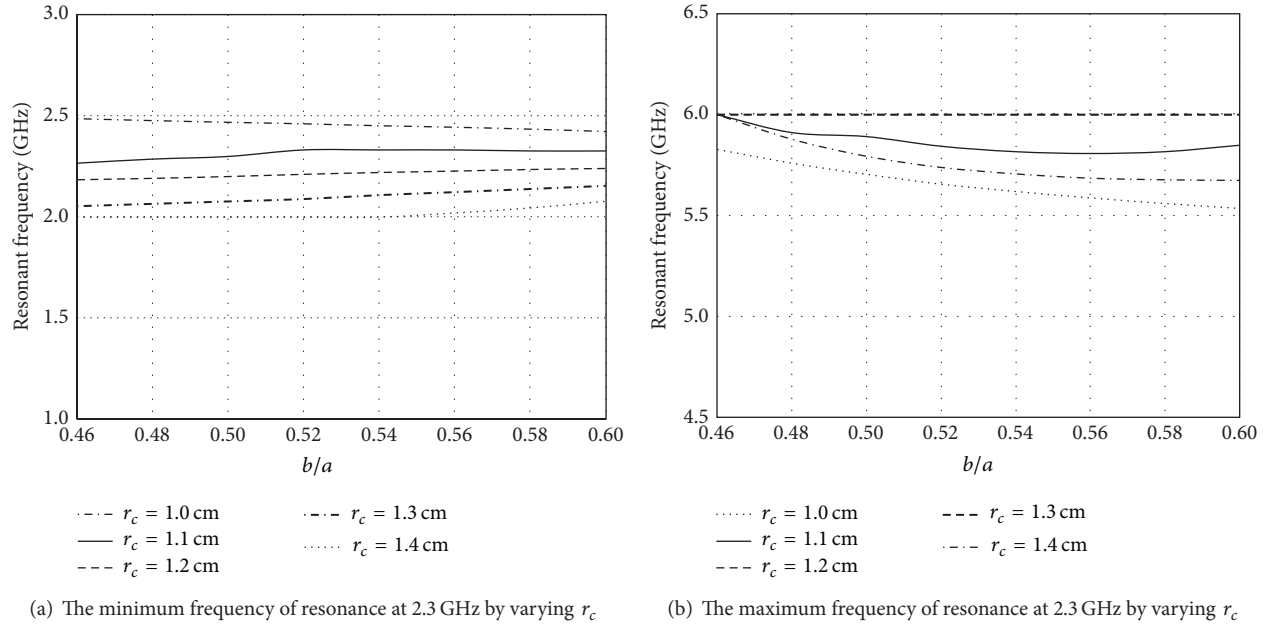 3.0
2.5
2.0
1.5
1.0
Resonant frequency (GHz)
0.46 0.48 0.50 0.52 0.54 0.56 0.58 0.60
b/a
r_c = 1.0 cm
r_c = 1.1 cm
r_c = 1.2 cm
r_c = 1.3 cm
r_c = 1.4 cm
(a) The minimum frequency of resonance at 2.3 GHz by varying r_c
6.5
6.0
5.5
5.0
4.5
Resonant frequency (GHz)
0.46 0.48 0.50 0.52 0.54 0.56 0.58 0.60
b/a
r_c = 1.0 cm
r_c = 1.1 cm
r_c = 1.2 cm
r_c = 1.3 cm
r_c = 1.4 cm
(b) The maximum frequency of resonance at 2.3 GHz by varying r_c